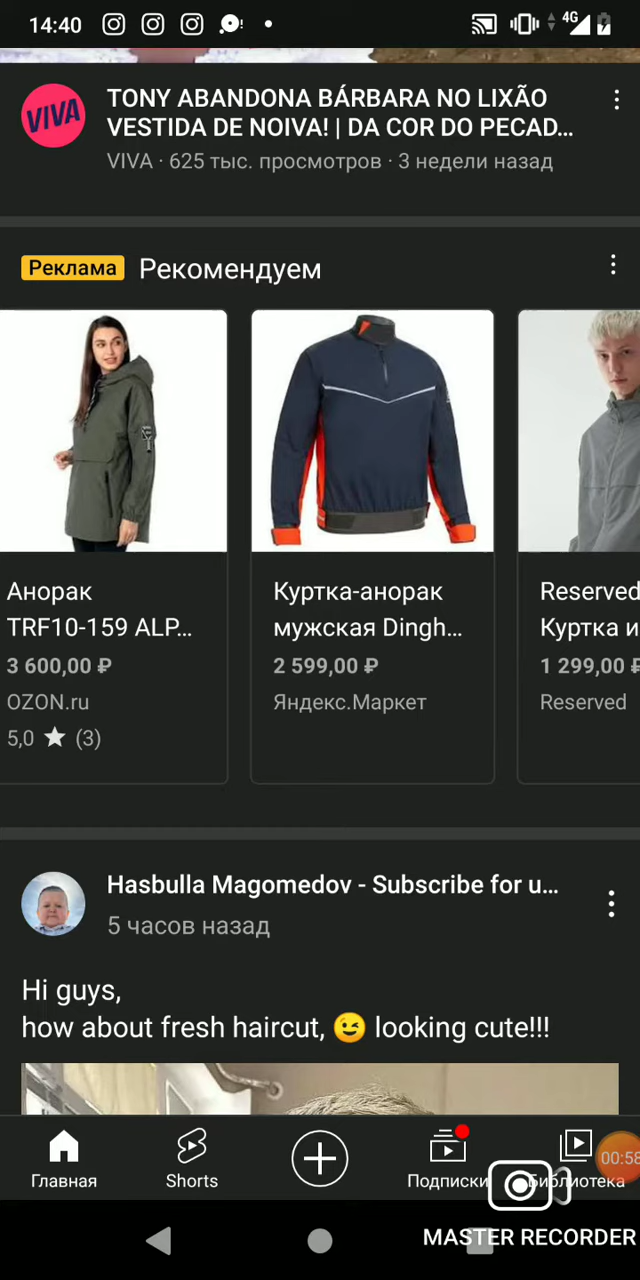 14:40
4G
VIVA
TONY ABANDONA BÁRBARA NO LIXÃO
VESTIDA DE NOIVA! | DA COR DO PECAD...
VIVA · 625 тыс. просмотров · 3 недели назад
Реклама Рекомендуем
Анорак
TRF10-159 ALP...
3 600,00 ₽
OZON.ru
5,0 ★ (3)
Куртка-анорак
мужская Dingh...
2 599,00 ₽
Яндекс.Маркет
Reserved
Куртка и
1 299,00 ₽
Reserved
Hasbulla Magomedov - Subscribe for u...
5 часов назад
Hi guys,
how about fresh haircut, 😉 looking cute!!!
Главная Shorts Подписки Библиотека
00:58
MASTER RECORDER